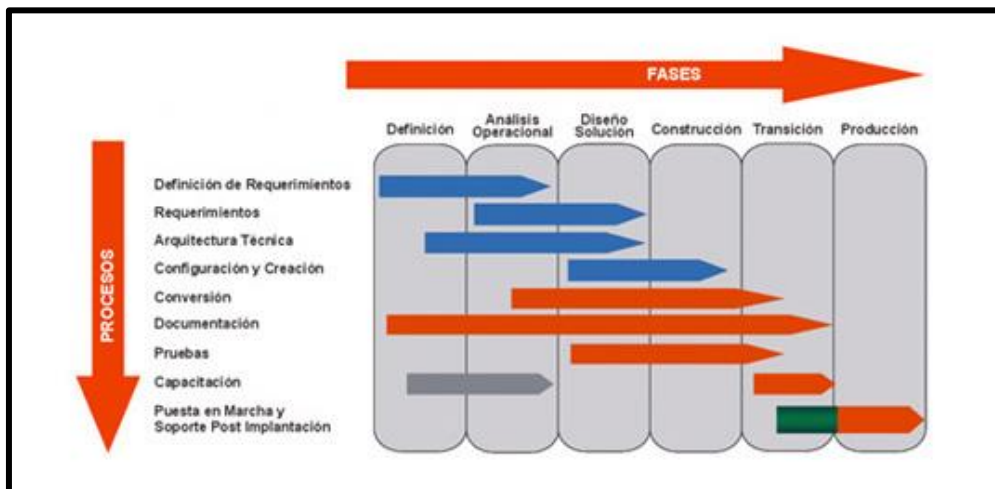 FASES
Definición
Análisis
Operacional
Diseño
Solución
Construcción
Transición
Producción
PROCESOS
Definición de Requerimientos
Requerimientos
Arquitectura Técnica
Configuración y Creación
Conversión
Documentación
Pruebas
Capacitación
Puesta en Marcha y
Soporte Post Implantación